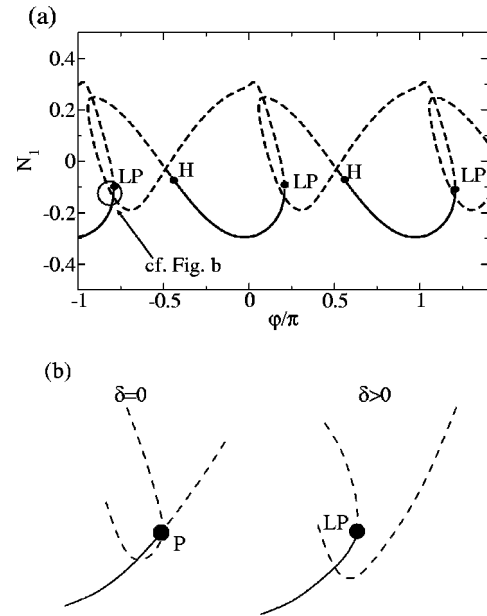 (a)
0.4
0.2
0
-0.2
-0.4
N1
LP
H
LP
H
LP
cf. Fig. b
-1 -0.5 0 0.5 1
φ/π
(b)
δ=0 δ>0
P
LP